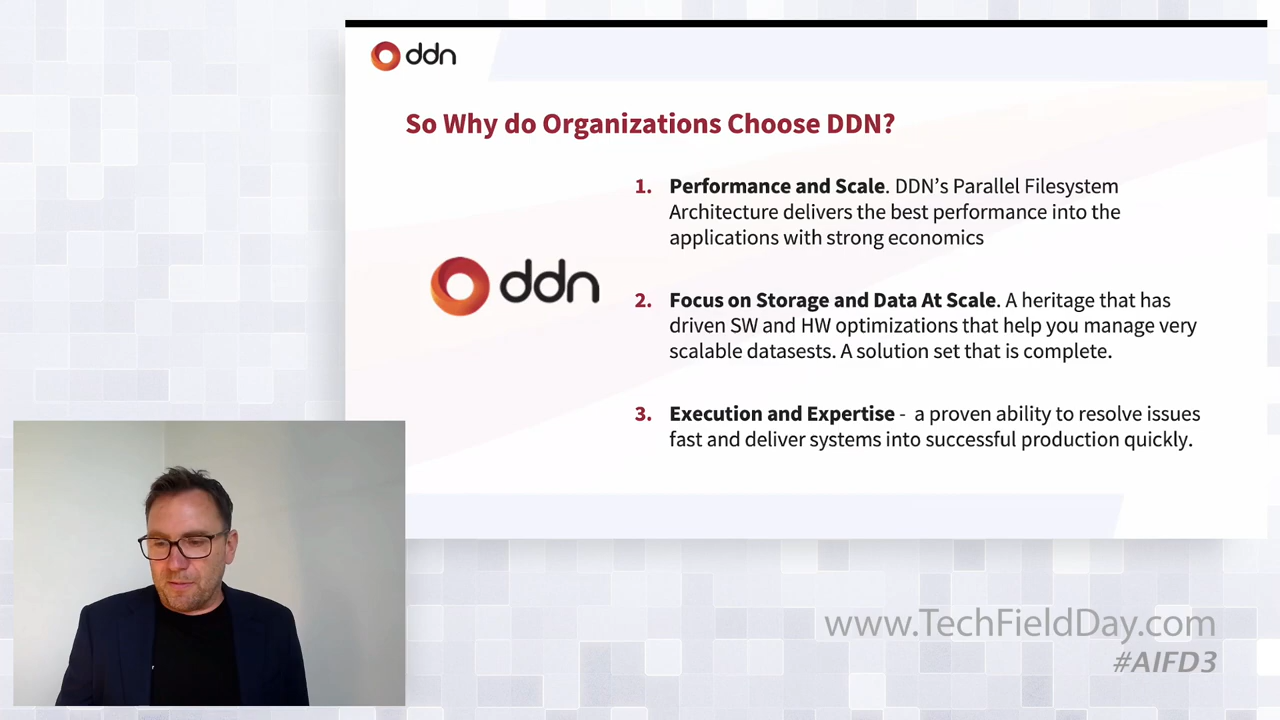 ddn
So Why do Organizations Choose DDN?
ddn
1. Performance and Scale. DDN’s Parallel Filesystem
Architecture delivers the best performance into the
applications with strong economics
2. Focus on Storage and Data At Scale. A heritage that has
driven SW and HW optimizations that help you manage very
scalable datasests. A solution set that is complete.
3. Execution and Expertise - a proven ability to resolve issues
fast and deliver systems into successful production quickly.
www.TechFieldDay.com
#AIFD3